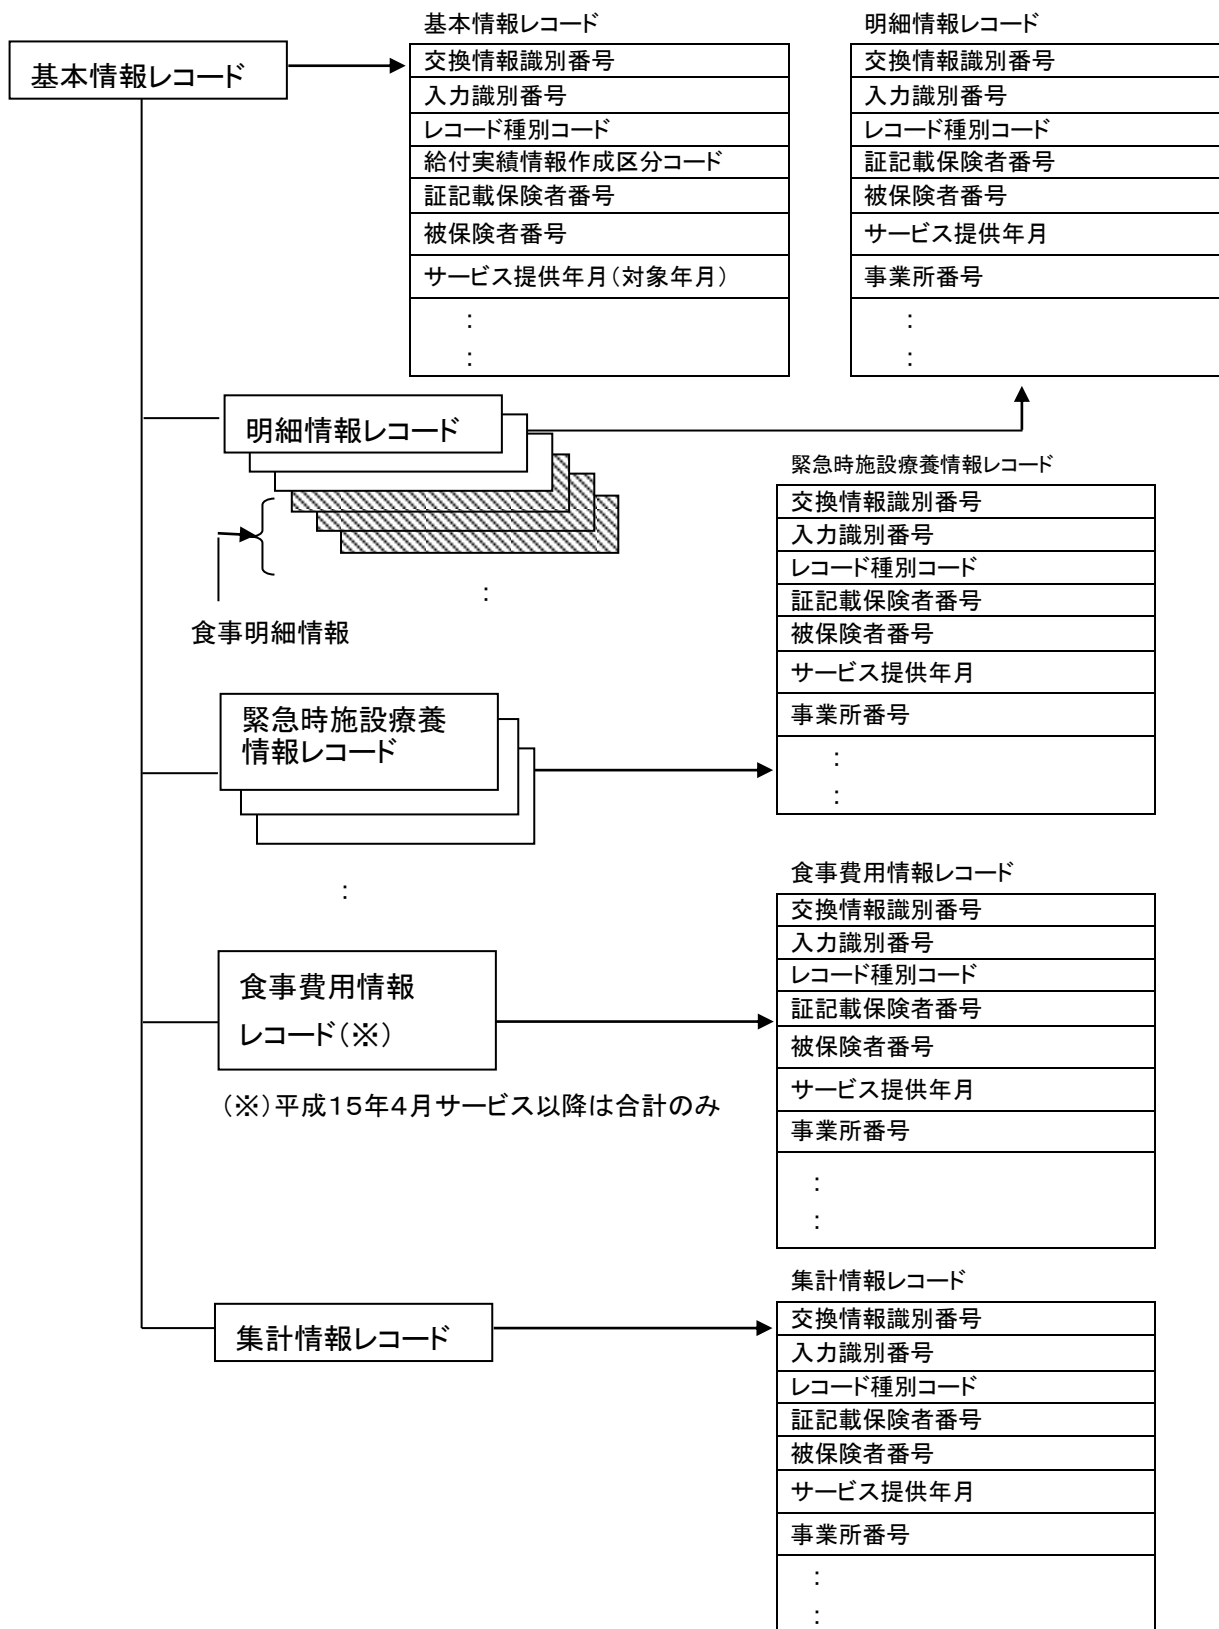 基本情報レコード
基本情報レコード
交換情報識別番号
入力識別番号
レコード種別コード
給付実績情報作成区分コード
証記載保険者番号
被保険者番号
サービス提供年月(対象年月)
:
:
明細情報レコード
交換情報識別番号
入力識別番号
レコード種別コード
証記載保険者番号
被保険者番号
サービス提供年月
事業所番号
:
:
明細情報レコード
:
食事明細情報
緊急時施設療養情報レコード
交換情報識別番号
入力識別番号
レコード種別コード
証記載保険者番号
被保険者番号
サービス提供年月
事業所番号
:
:
緊急時施設療養
情報レコード
:
食事費用情報レコード
交換情報識別番号
入力識別番号
レコード種別コード
証記載保険者番号
被保険者番号
サービス提供年月
事業所番号
:
:
食事費用情報
レコード(※)
(※)平成15年4月サービス以降は合計のみ
集計情報レコード
集計情報レコード
交換情報識別番号
入力識別番号
レコード種別コード
証記載保険者番号
被保険者番号
サービス提供年月
事業所番号
:
: